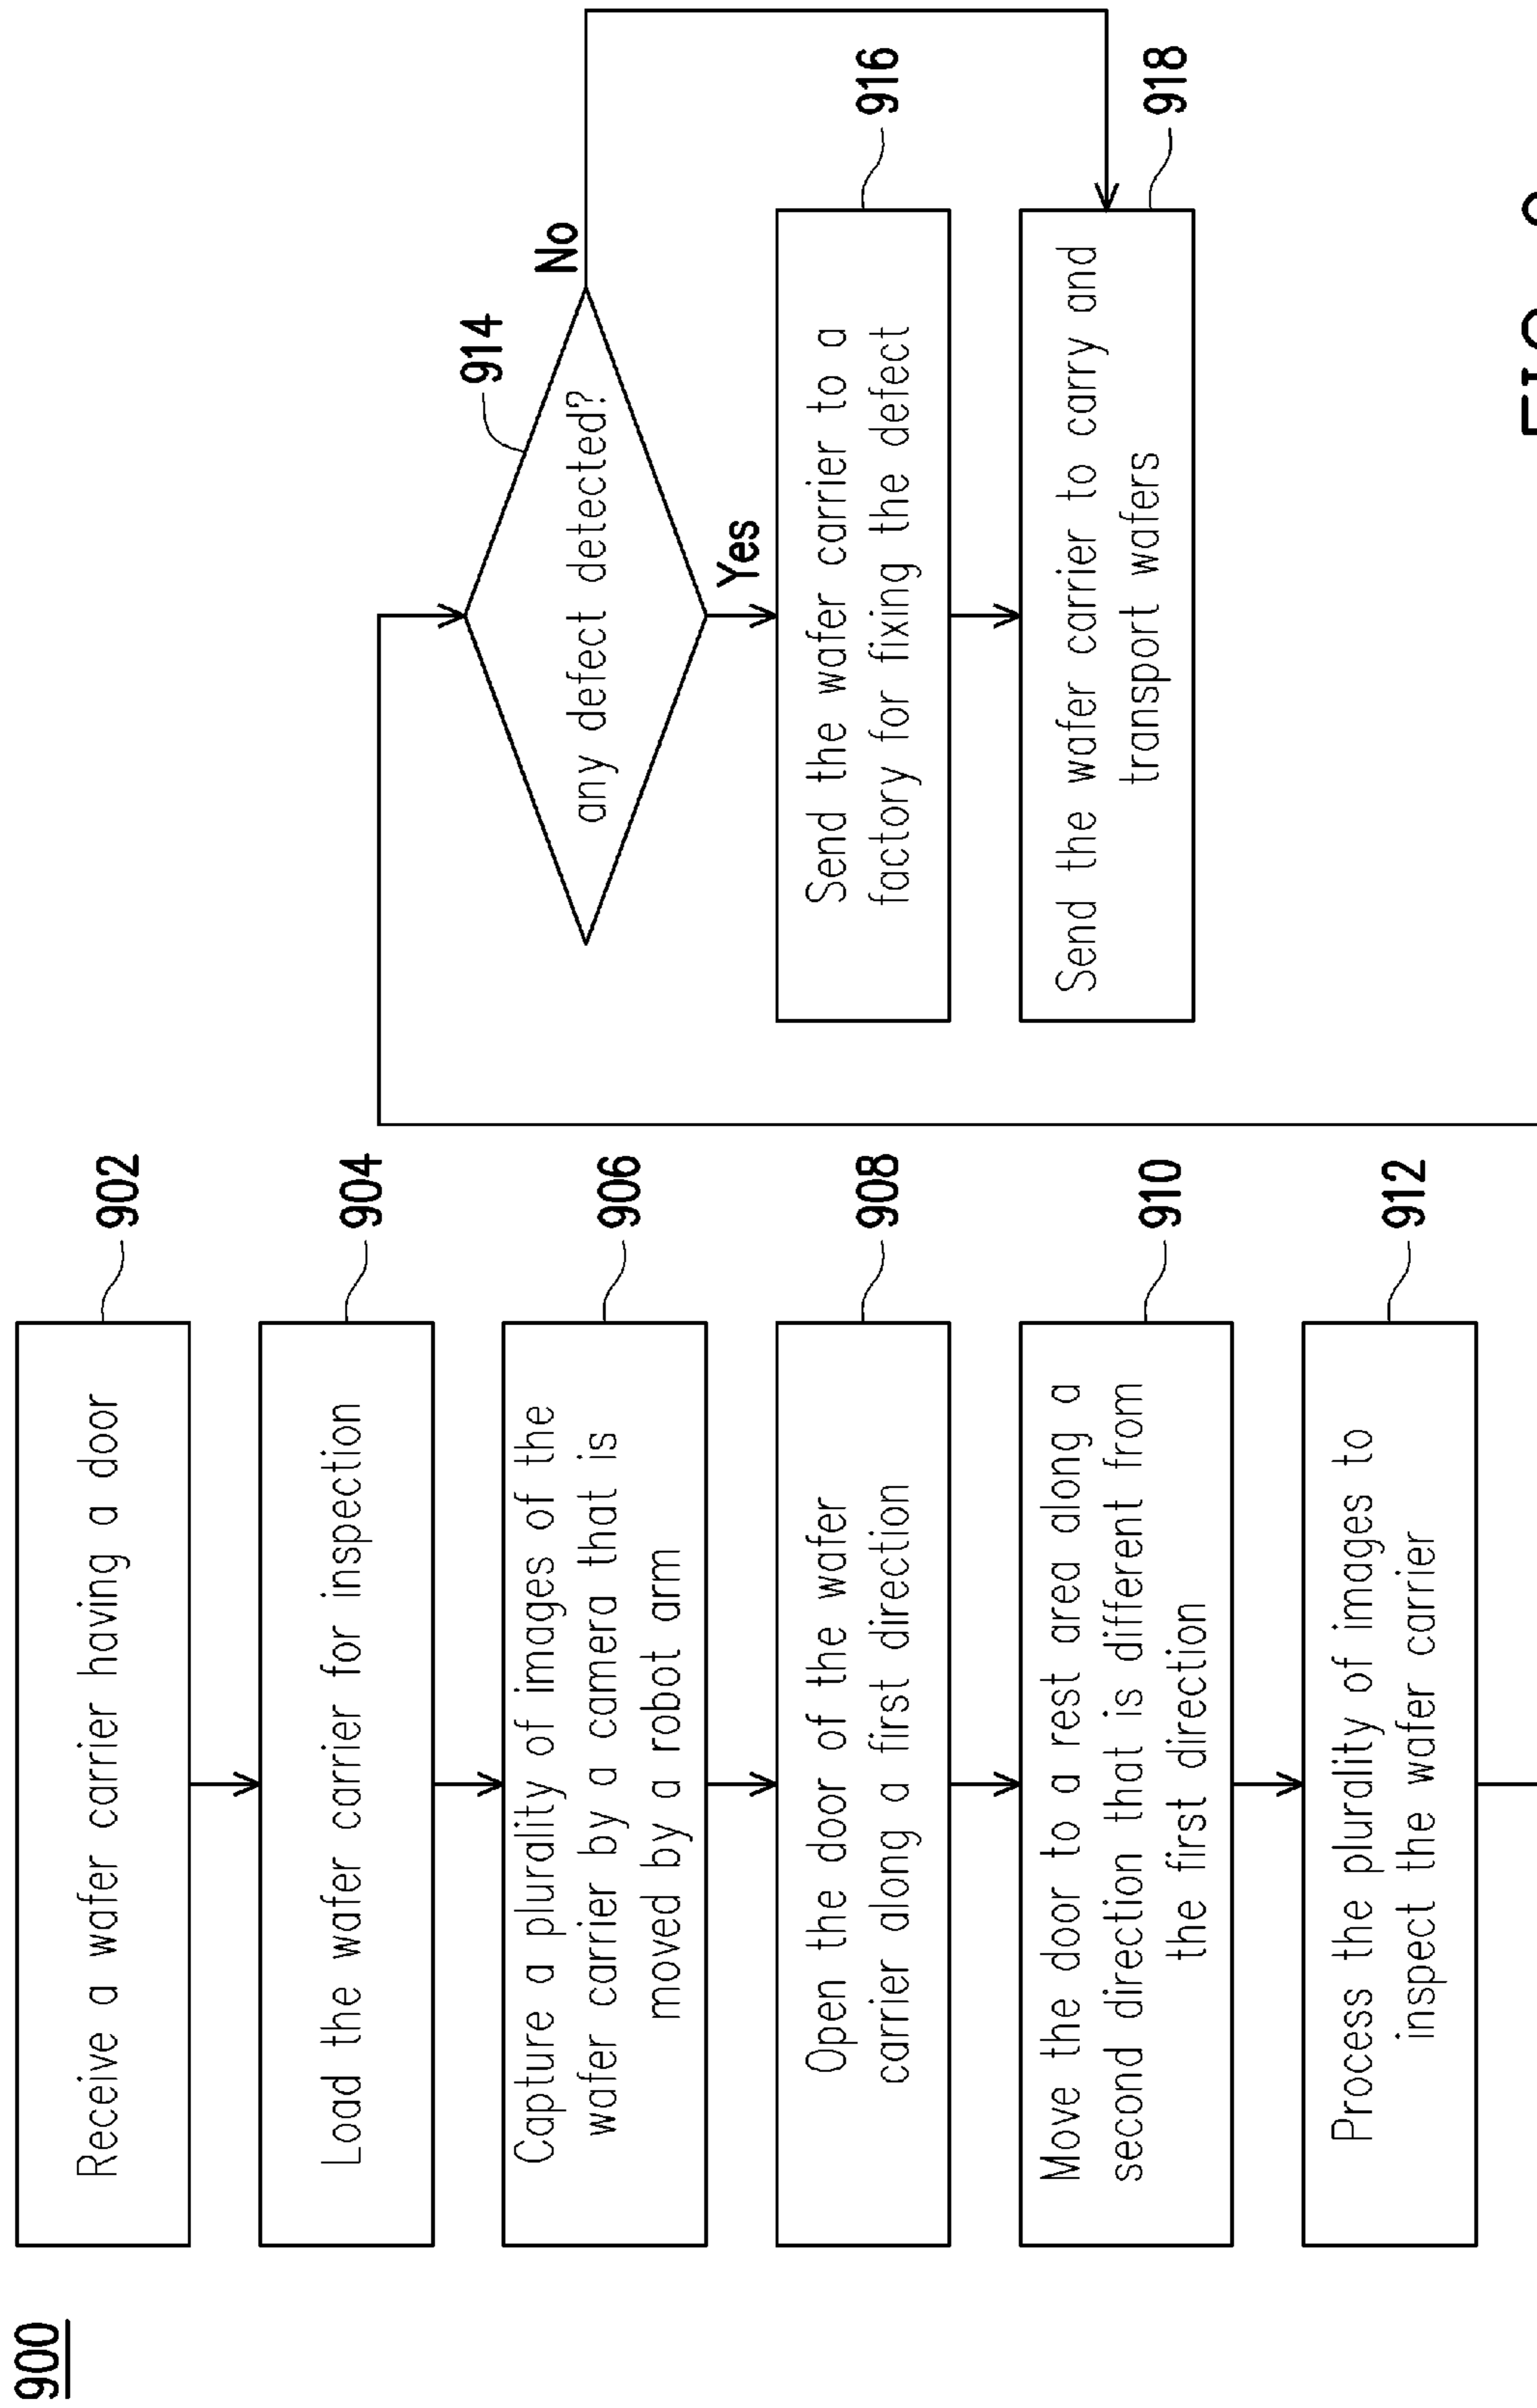 900
Receive a wafer carrier having a door
902
Load the wafer carrier for inspection
904
Capture a plurality of images of the
wafer carrier by a camera that is
moved by a robot arm
906
Open the door of the wafer
carrier along a first direction
908
Move the door to a rest area along a
second direction that is different from
the first direction
910
Process the plurality of images to
inspect the wafer carrier
912
914
any defect detected?
No
Yes
Send the wafer carrier to a
factory for fixing the defect
916
Send the wafer carrier to carry and
transport wafers
918